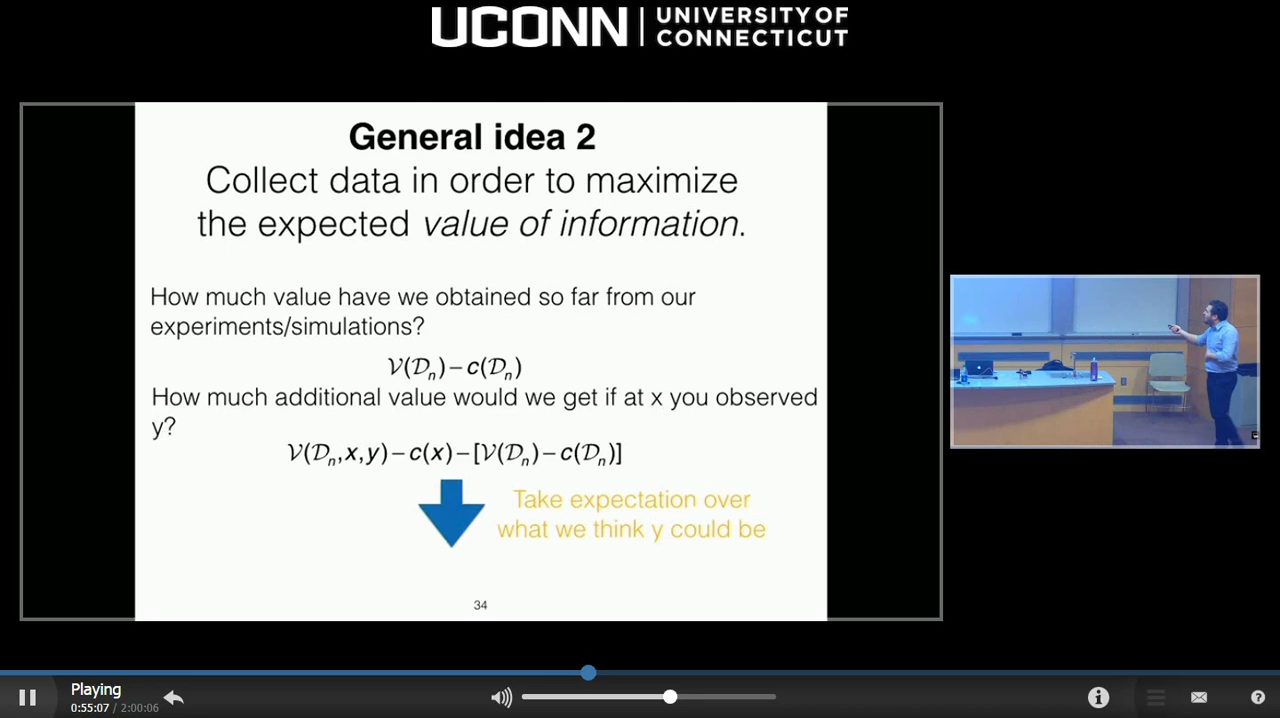 UCONN | UNIVERSITY OF
CONNECTICUT
General idea 2
Collect data in order to maximize
the expected value of information.
How much value have we obtained so far from our
experiments/simulations?
𝒱(𝒟ₙ)−c(𝒟ₙ)
How much additional value would we get if at x you observed
y?
𝒱(𝒟ₙ,x,y)−c(x)−[𝒱(𝒟ₙ)−c(𝒟ₙ)]
Take expectation over
what we think y could be
34
Playing
0:55:07 / 2:00:06